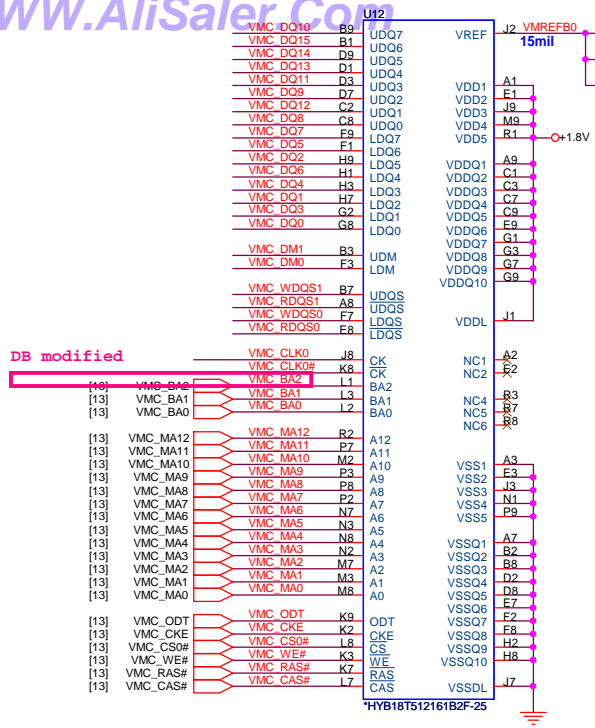 WW.AliSaler.Com
U12
VMC_DQ10 B9 UDQ7 VREF J2 VMREFB0
VMC_DQ15 B1 UDQ6 15mil
VMC_DQ14 D9 UDQ5
VMC_DQ13 D1 UDQ4
VMC_DQ11 D3 UDQ3 VDD1 A1
VMC_DQ9 D7 UDQ2 VDD2 E1
VMC_DQ12 C2 UDQ1 VDD3 J9
VMC_DQ8 C8 UDQ0 VDD4 M9
VMC_DQ7 F9 LDQ7 VDD5 R1 +1.8V
VMC_DQ5 F1 LDQ6
VMC_DQ2 H9 LDQ5 VDDQ1 A9
VMC_DQ6 H1 LDQ4 VDDQ2 C1
VMC_DQ4 H3 LDQ3 VDDQ3 C3
VMC_DQ1 H7 LDQ2 VDDQ4 C7
VMC_DQ3 G2 LDQ1 VDDQ5 C9
VMC_DQ0 G8 LDQ0 VDDQ6 E9
VDDQ7 G1
VMC_DM1 B3 UDM VDDQ8 G3
VMC_DM0 F3 LDM VDDQ9 G7
VDDQ10 G9
VMC_WDQS1 B7 UDQS
VMC_RDQS1 A8 UDQS
VMC_WDQS0 F7 LDQS VDDL J1
VMC_RDQS0 E8 LDQS
DB modified
VMC_CLK0 J8 CK NC1 A2
VMC_CLK0# K8 CK NC2 E2
[13] VMC_BA2 VMC_BA2 L1 BA2
[13] VMC_BA1 VMC_BA1 L3 BA1 NC4 R3
[13] VMC_BA0 VMC_BA0 L2 BA0 NC5 R7
NC6 R8
[13] VMC_MA12 VMC_MA12 R2 A12
[13] VMC_MA11 VMC_MA11 P7 A11
[13] VMC_MA10 VMC_MA10 M2 A10 VSS1 A3
[13] VMC_MA9 VMC_MA9 P3 A9 VSS2 E3
[13] VMC_MA8 VMC_MA8 P8 A8 VSS3 J3
[13] VMC_MA7 VMC_MA7 P2 A7 VSS4 N1
[13] VMC_MA6 VMC_MA6 N7 A6 VSS5 P9
[13] VMC_MA5 VMC_MA5 N3 A5
[13] VMC_MA4 VMC_MA4 N8 A4 VSSQ1 A7
[13] VMC_MA3 VMC_MA3 N2 A3 VSSQ2 B2
[13] VMC_MA2 VMC_MA2 M7 A2 VSSQ3 B8
[13] VMC_MA1 VMC_MA1 M3 A1 VSSQ4 D2
[13] VMC_MA0 VMC_MA0 M8 A0 VSSQ5 D8
VSSQ6 E7
[13] VMC_ODT VMC_ODT K9 ODT VSSQ7 F2
[13] VMC_CKE VMC_CKE K2 CKE VSSQ8 F8
[13] VMC_CS0# VMC_CS0# L8 CS VSSQ9 H2
[13] VMC_WE# VMC_WE# K3 WE VSSQ10 H8
[13] VMC_RAS# VMC_RAS# K7 RAS
[13] VMC_CAS# VMC_CAS# L7 CAS VSSDL J7
*HYB18T512161B2F-25